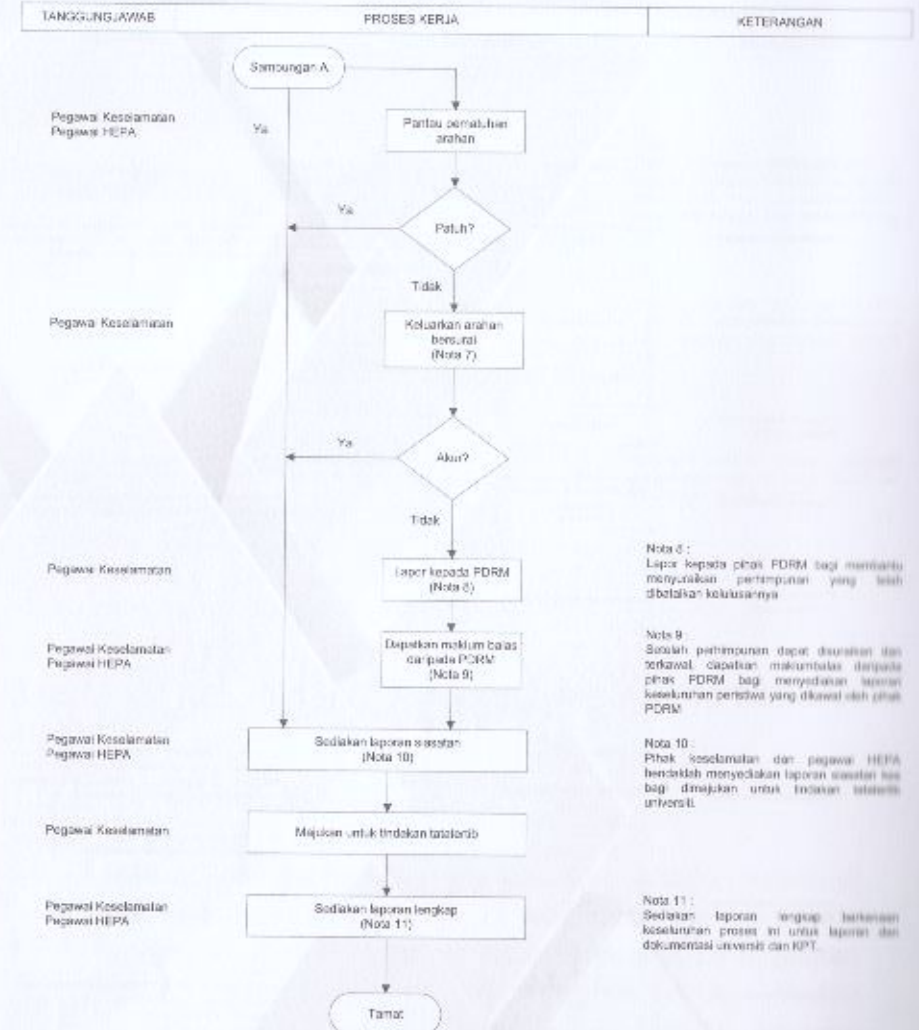 TANGGUNGJAWAB
PROSES KERJA
KETERANGAN
Sambungan A
Pegawai Keselamatan
Pegawai HEPA
Ya
Pantau pematuhan
arahan
Ya
Patuh?
Tidak
Pegawai Keselamatan
Keluarkan arahan
bersurat
(Nota 7)
Ya
Akur?
Tidak
Pegawai Keselamatan
Lapor kepada PDRM
(Nota 8)
Nota 8 :
Lapor kepada pihak PDRM bagi membantu
menyuraikan perhimpunan yang telah
dibatalkan kelulusannya
Pegawai Keselamatan
Pegawai HEPA
Dapatkan maklum balas
daripada PDRM
(Nota 9)
Nota 9 :
Setelah perhimpunan dapat disuraikan dan
terkawal, dapatkan maklumbalas daripada
pihak PDRM bagi menyediakan laporan
keseluruhan peristiwa yang dikawal oleh pihak
PDRM
Pegawai Keselamatan
Pegawai HEPA
Sediakan laporan siasatan
(Nota 10)
Nota 10 :
Pihak keselamatan dan pegawai HEPA
hendaklah menyediakan laporan siasatan kes
bagi dimajukan untuk tindakan tatatertib
universiti.
Pegawai Keselamatan
Majukan untuk tindakan tatatertib
Pegawai Keselamatan
Pegawai HEPA
Sediakan laporan lengkap
(Nota 11)
Nota 11 :
Sediakan laporan lengkap berkenaan
keseluruhan proses ini untuk laporan dan
dokumentasi universiti dan KPT.
Tamat